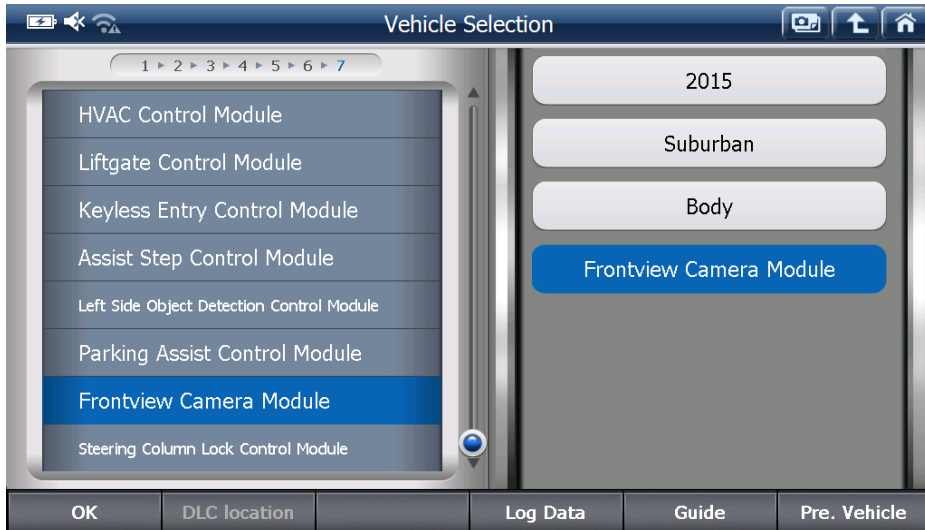 Vehicle Selection
1 ▸ 2 ▸ 3 ▸ 4 ▸ 5 ▸ 6 ▸ 7
HVAC Control Module
Liftgate Control Module
Keyless Entry Control Module
Assist Step Control Module
Left Side Object Detection Control Module
Parking Assist Control Module
Frontview Camera Module
Steering Column Lock Control Module
2015
Suburban
Body
Frontview Camera Module
OK
DLC location
Log Data
Guide
Pre. Vehicle